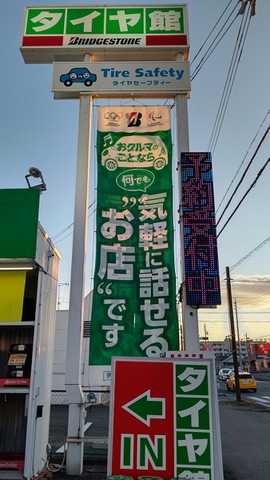 タイヤ館
BRIDGESTONE
Tire Safety
タイヤセーフティー
B
おクルマの
ことなら
何でも
"気軽に話せる
お店"です
予約受付中
タイヤ館
IN